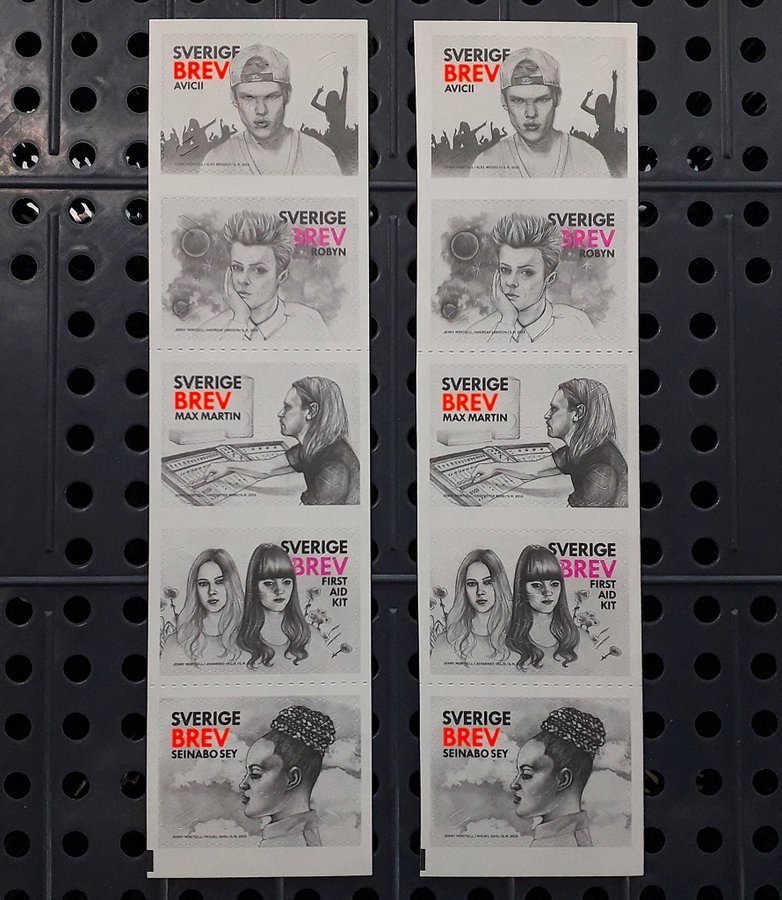 SVERIGE
BREV
AVICII
SVERIGE
BREV
ROBYN
SVERIGE
BREV
MAX MARTIN
SVERIGE
BREV
FIRST
AID
KIT
SVERIGE
BREV
SEINABO SEY
SVERIGE
BREV
AVICII
SVERIGE
BREV
ROBYN
SVERIGE
BREV
MAX MARTIN
SVERIGE
BREV
FIRST
AID
KIT
SVERIGE
BREV
SEINABO SEY